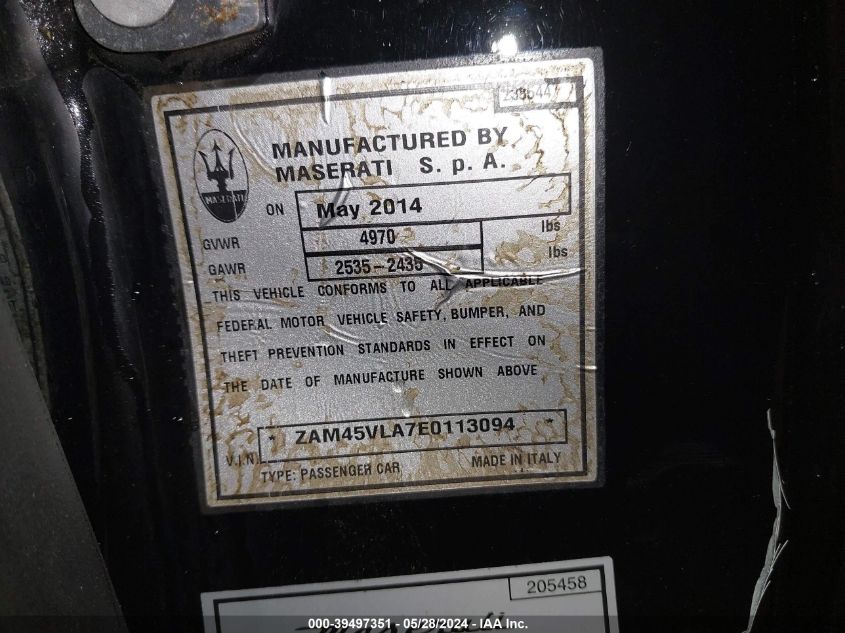 MANUFACTURED BY
MASERATI S. p. A.
MASERATI
ON May 2014
GVWR 4970 lbs
GAWR 2535-2435 lbs
THIS VEHICLE CONFORMS TO ALL APPLICABLE
FEDERAL MOTOR VEHICLE SAFETY, BUMPER, AND
THEFT PREVENTION STANDARDS IN EFFECT ON
THE DATE OF MANUFACTURE SHOWN ABOVE
V.I.N. * ZAM45VLA7E0113094 *
TYPE: PASSENGER CAR MADE IN ITALY
205458
000-39497351 / 05/28/2024 - IAA Inc.